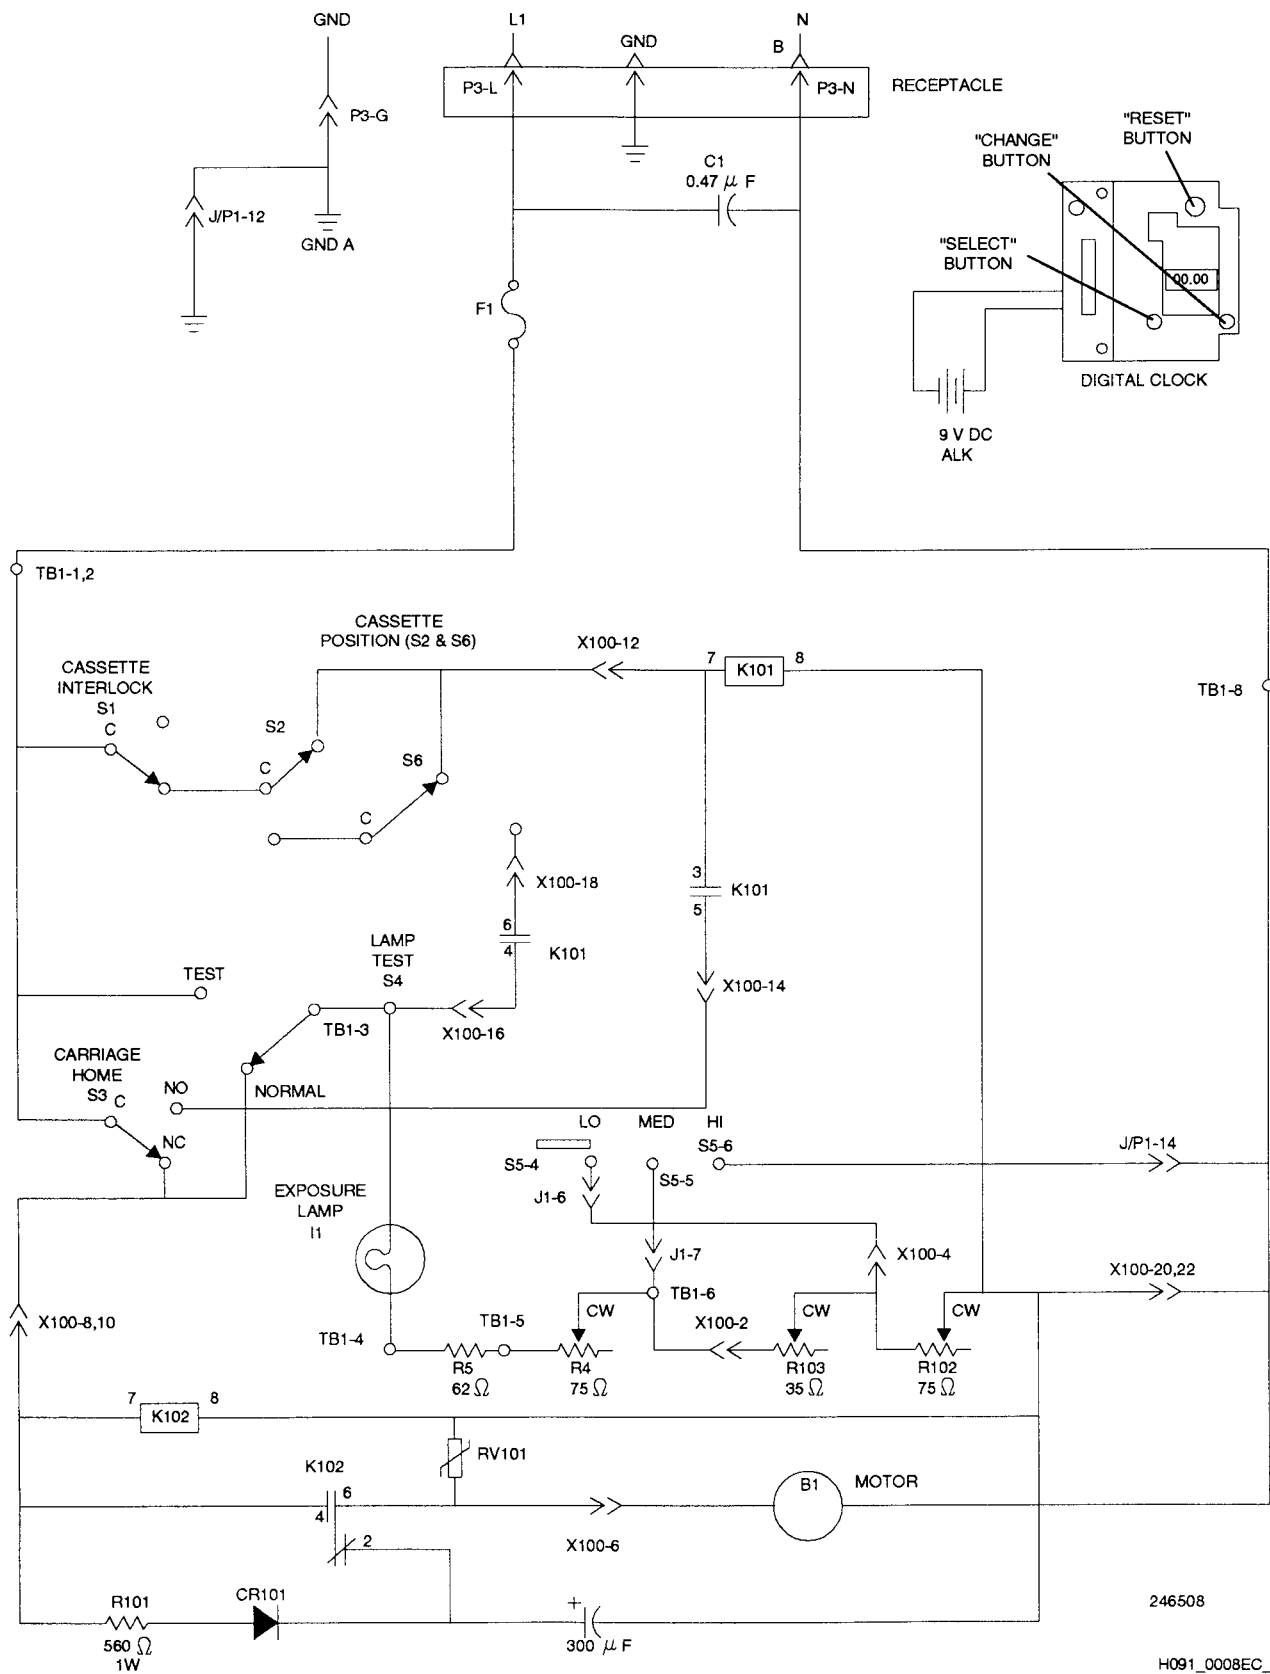 GND
L1
N
GND
B
P3-L
P3-N
RECEPTACLE
P3-G
"RESET"
BUTTON
"CHANGE"
BUTTON
C1
0.47 μ F
J/P1-12
GND A
"SELECT"
BUTTON
00.00
F1
DIGITAL CLOCK
9 V DC
ALK
TB1-1,2
CASSETTE
POSITION (S2 & S6)
X100-12
7
K101
8
CASSETTE
INTERLOCK
S1
C
TB1-8
S2
C
S6
C
X100-18
3
K101
5
6
4
K101
LAMP
TEST
S4
TEST
X100-14
TB1-3
X100-16
CARRIAGE
HOME
S3
C
NO
NORMAL
NC
LO
MED
HI
S5-6
J/P1-14
S5-4
S5-5
J1-6
EXPOSURE
LAMP
I1
J1-7
X100-4
X100-20,22
TB1-6
CW
CW
CW
X100-8,10
TB1-4
TB1-5
X100-2
R5
62 Ω
R4
75 Ω
R103
35 Ω
R102
75 Ω
7
K102
8
RV101
K102
6
4
B1
MOTOR
2
X100-6
R101
CR101
+
560 Ω
1W
300 μ F
246508
H091_0008EC_